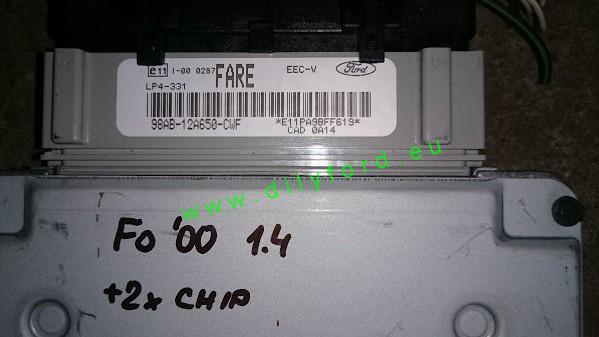 e11 1-00 0287 FARE EEC-V Ford
LP4-331
98AB-12A650-CWF *E11PA9BFF619*
CAD 0A14
www.dilyford.eu
Fo '00 1.4
+2x CHIP